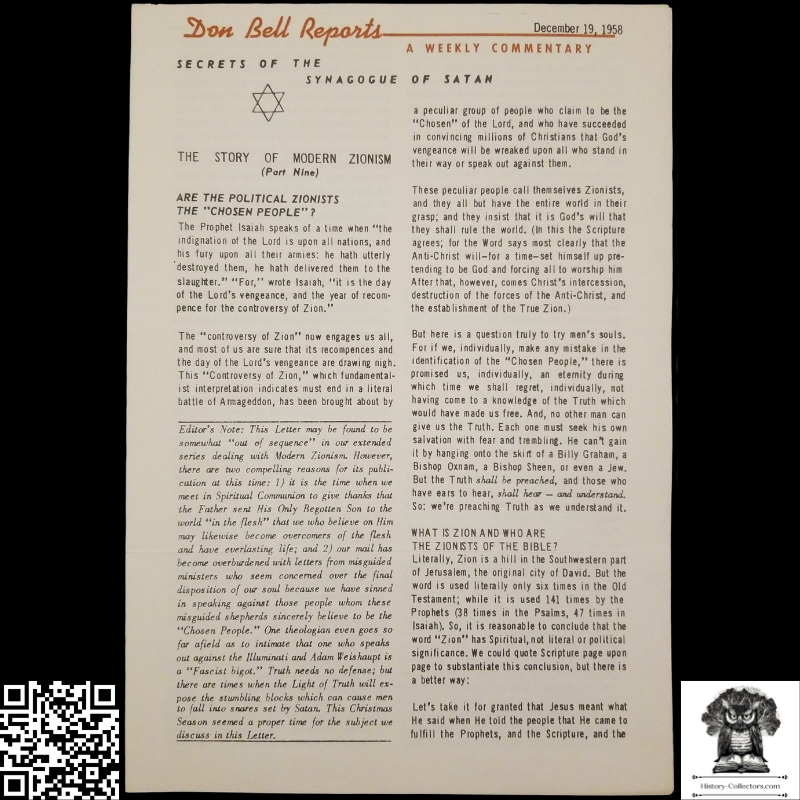 Don Bell Reports
December 19, 1958
A WEEKLY COMMENTARY
SECRETS OF THE
SYNAGOGUE OF SATAN
THE STORY OF MODERN ZIONISM
(Part Nine)
ARE THE POLITICAL ZIONISTS
THE "CHOSEN PEOPLE"?
The Prophet Isaiah speaks of a time when "the
indignation of the Lord is upon all nations, and
his fury upon all their armies: he hath utterly
destroyed them, he hath delivered them to the
slaughter." "For," wrote Isaiah, "it is the day
of the Lord's vengeance, and the year of recom-
pence for the controversy of Zion."
The "controversy of Zion" now engages us all,
and most of us are sure that its recompences and
the day of the Lord's vengeance are drawing nigh.
This "Controversy of Zion," which fundamental-
ist interpretation indicates must end in a literal
battle of Armageddon, has been brought about by
Editor's Note: This Letter may be found to be
somewhat "out of sequence" in our extended
series dealing with Modern Zionism. However,
there are two compelling reasons for its publi-
cation at this time: 1) it is the time when we
meet in Spiritual Communion to give thanks that
the Father sent His Only Begotten Son to the
world "in the flesh" that we who believe on Him
may likewise become overcomers of the flesh
and have everlasting life; and 2) our mail has
become overburdened with letters from misguided
ministers who seem concerned over the final
disposition of our soul because we have sinned
in speaking against those people whom these
misguided shepherds sincerely believe to be the
"Chosen People." One theologian even goes so
far afield as to intimate that one who speaks
out against the Illuminati and Adam Weishaupt is
a "Fascist bigot." Truth needs no defense; but
there are times when the Light of Truth will ex-
pose the stumbling blocks which can cause men
to fall into snares set by Satan. This Christmas
Season seemed a proper time for the subject we
discuss in this Letter.
a peculiar group of people who claim to be the
"Chosen" of the Lord, and who have succeeded
in convincing millions of Christians that God's
vengeance will be wreaked upon all who stand in
their way or speak out against them.
These peculiar people call themselves Zionists,
and they all but have the entire world in their
grasp; and they insist that it is God's will that
they shall rule the world. (In this the Scripture
agrees; for the Word says most clearly that the
Anti-Christ will—for a time—set himself up pre-
tending to be God and forcing all to worship him
After that, however, comes Christ's intercession,
destruction of the forces of the Anti-Christ, and
the establishment of the True Zion.)
But here is a question truly to try men's souls.
For if we, individually, make any mistake in the
identification of the "Chosen People," there is
promised us, individually, an eternity during
which time we shall regret, individually, not
having come to a knowledge of the Truth which
would have made us free. And, no other man can
give us the Truth. Each one must seek his own
salvation with fear and trembling. He can't gain
it by hanging onto the skirt of a Billy Graham, a
Bishop Oxnam, a Bishop Sheen, or even a Jew.
But the Truth shall be preached, and those who
have ears to hear, shall hear — and understand.
So: we're preaching Truth as we understand it.
WHAT IS ZION AND WHO ARE
THE ZIONISTS OF THE BIBLE?
Literally, Zion is a hill in the Southwestern part
of Jerusalem, the original city of David. But the
word is used literally only six times in the Old
Testament; while it is used 141 times by the
Prophets (38 times in the Psalms, 47 times in
Isaiah). So, it is reasonable to conclude that the
word "Zion" has Spiritual, not literal or political
significance. We could quote Scripture page upon
page to substantiate this conclusion, but there is
a better way:
Let's take it for granted that Jesus meant what
He said when He told the people that He came to
fulfill the Prophets, and the Scripture, and the
History-Collectors.com